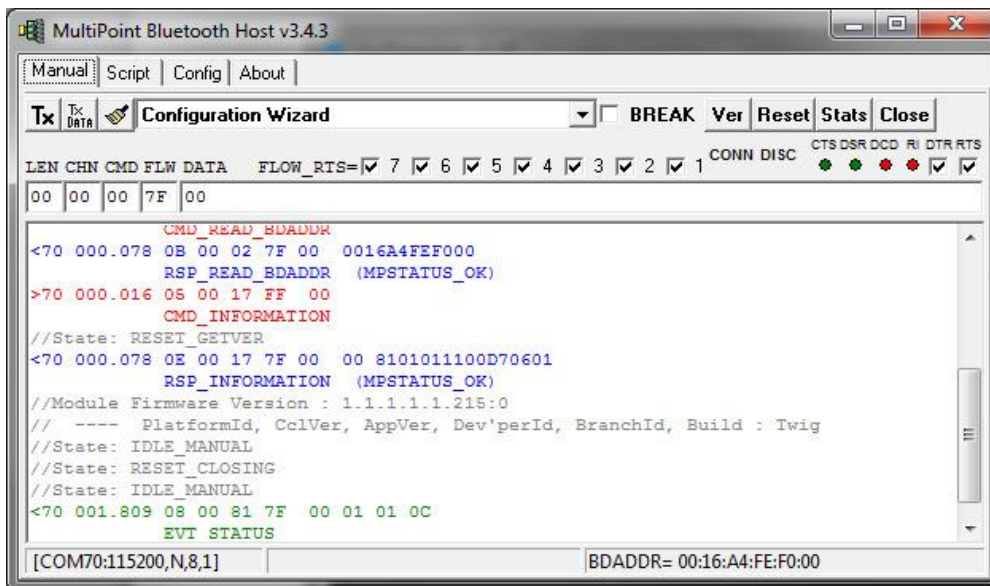 MultiPoint Bluetooth Host v3.4.3
Manual Script Config About
Tx Tx DATA Configuration Wizard BREAK Ver Reset Stats Close
LEN CHN CMD FLW DATA FLOW_RTS= 7 6 5 4 3 2 1 CONN DISC CTS DSR DCD RI DTR RTS
00 00 00 7F 00
CMD_READ_BDADDR
<70 000.078 0B 00 02 7F 00 0016A4FEF000
RSP_READ_BDADDR (MPSTATUS_OK)
>70 000.016 05 00 17 FF 00
CMD_INFORMATION
//State: RESET_GETVER
<70 000.078 0E 00 17 7F 00 00 8101011100D70601
RSP_INFORMATION (MPSTATUS_OK)
//Module Firmware Version : 1.1.1.1.1.215:0
// ---- PlatformId, CclVer, AppVer, Dev'perId, BranchId, Build : Twig
//State: IDLE_MANUAL
//State: RESET_CLOSING
//State: IDLE_MANUAL
<70 001.809 08 00 81 7F 00 01 01 0C
EVT_STATUS
[COM70:115200,N,8,1] BDADDR= 00:16:A4:FE:F0:00